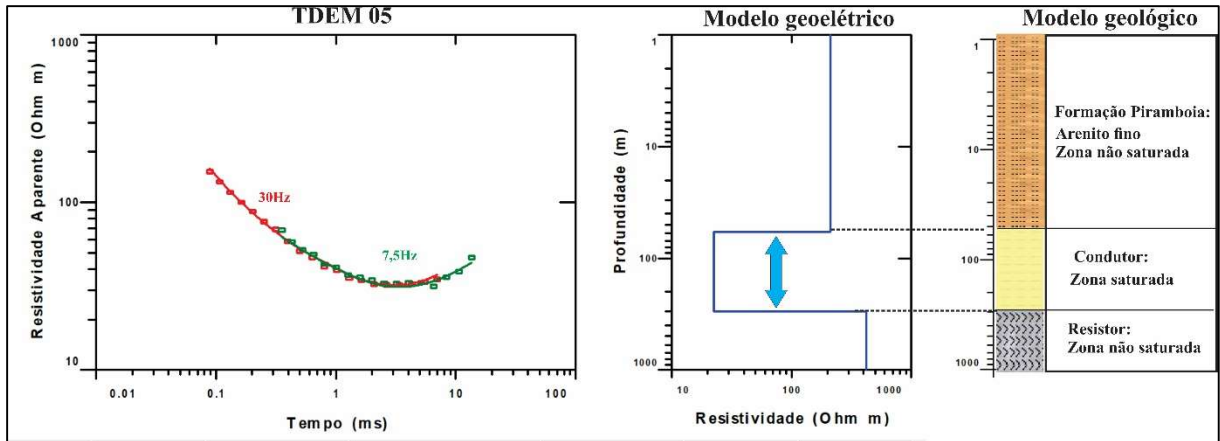 TDEM 05
Resistividade Aparente (Ohm m)
1000
100
10
30Hz
7,5Hz
0.01
0.1
1
10
100
Tempo (ms)
Modelo geoelétrico
Profundidade (m)
1
10
100
1000
10
100
1000
Resistividade (Ohm m)
Modelo geológico
1
10
100
1000
Formação Piramboia:
Arenito fino
Zona não saturada
Condutor:
Zona saturada
Resistor:
Zona não saturada